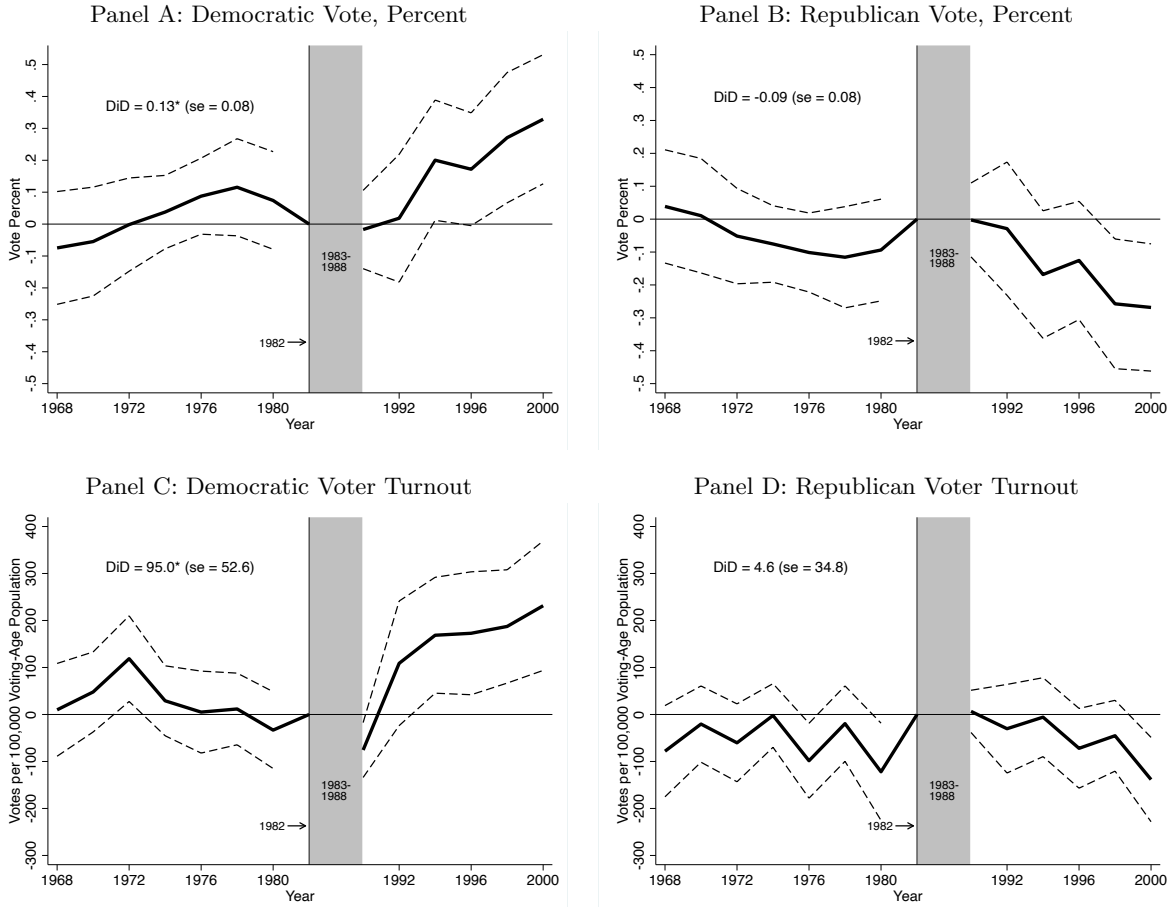 Panel A: Democratic Vote, Percent
Vote Percent
.5
.4
.3
.2
.1
0
-.1
-.2
-.3
-.4
-.5
DiD = 0.13* (se = 0.08)
1983-
1988
1982
1968 1972 1976 1980 1992 1996 2000
Year
Panel B: Republican Vote, Percent
Vote Percent
.5
.4
.3
.2
.1
0
-.1
-.2
-.3
-.4
-.5
DiD = -0.09 (se = 0.08)
1983-
1988
1982
1968 1972 1976 1980 1992 1996 2000
Year
Panel C: Democratic Voter Turnout
Votes per 100,000 Voting-Age Population
400
300
200
100
0
-100
-200
-300
DiD = 95.0* (se = 52.6)
1983-
1988
1982
1968 1972 1976 1980 1992 1996 2000
Year
Panel D: Republican Voter Turnout
Votes per 100,000 Voting-Age Population
400
300
200
100
0
-100
-200
-300
DiD = 4.6 (se = 34.8)
1983-
1988
1982
1968 1972 1976 1980 1992 1996 2000
Year